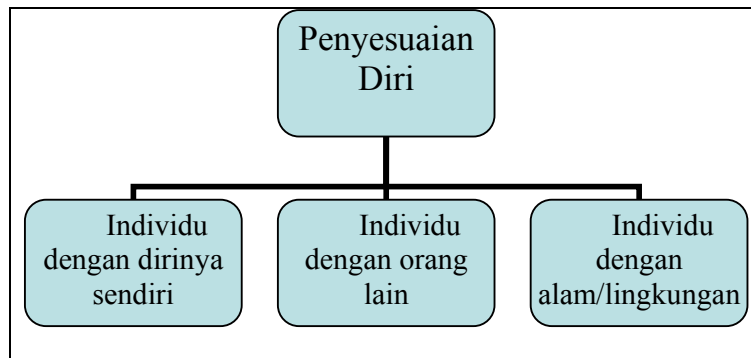 Penyesuaian
Diri
Individu
dengan dirinya
sendiri
Individu
dengan orang
lain
Individu
dengan
alam/lingkungan